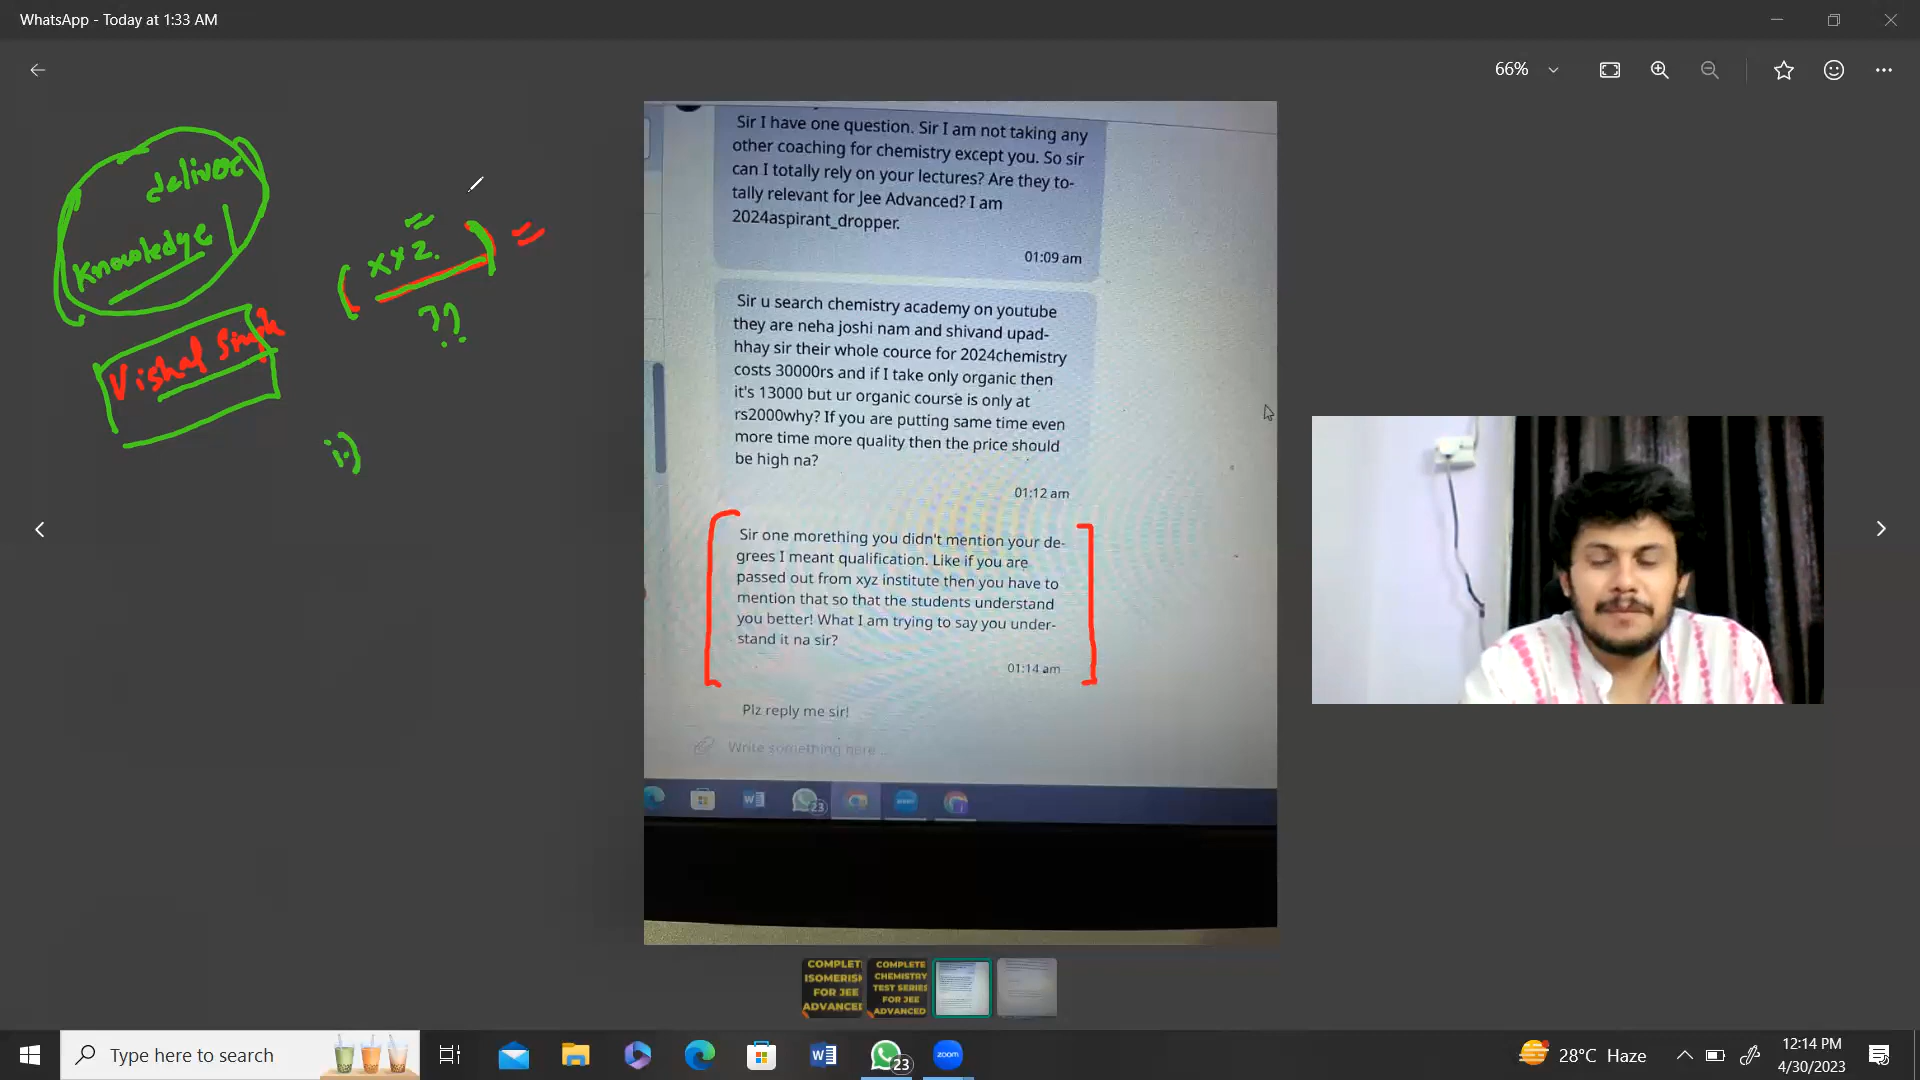 WhatsApp - Today at 1:33 AM
66%
deliver
Knowledge
Vishal Singh
(xyz.) =
??
Sir I have one question. Sir I am not taking any
other coaching for chemistry except you. So sir
can I totally rely on your lectures? Are they to-
tally relevant for Jee Advanced? I am
2024aspirant_dropper.
01:09 am
Sir u search chemistry academy on youtube
they are neha joshi nam and shivand upad-
hhay sir their whole cource for 2024chemistry
costs 30000rs and if I take only organic then
it's 13000 but ur organic course is only at
rs2000why? If you are putting same time even
more time more quality then the price should
be high na?
01:12 am
Sir one morething you didn't mention your de-
grees I meant qualification. Like if you are
passed out from xyz institute then you have to
mention that so that the students understand
you better! What I am trying to say you under-
stand it na sir?
01:14 am
Plz reply me sir!
Write something here ...
23
COMPLET
ISOMERISM
FOR JEE
ADVANCED
COMPLETE
CHEMISTRY
TEST SERIES
FOR JEE
ADVANCED
Type here to search
23
zoom
28°C Haze
12:14 PM
4/30/2023